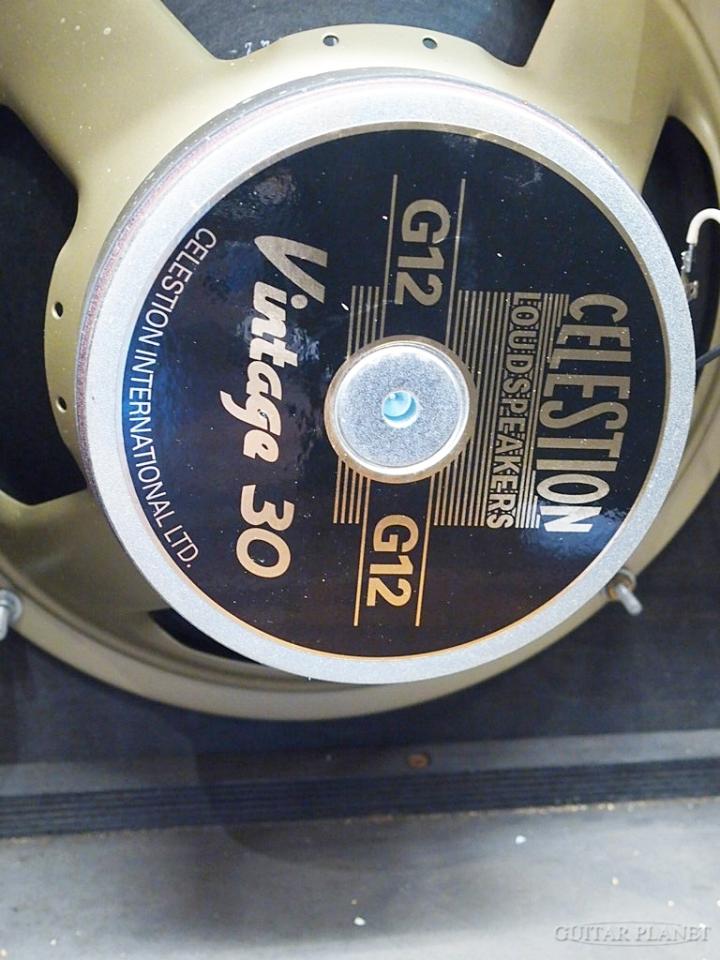 CELESTION
LOUDSPEAKERS
G12
G12
Vintage 30
CELESTION INTERNATIONAL LTD.
GUITAR PLANET